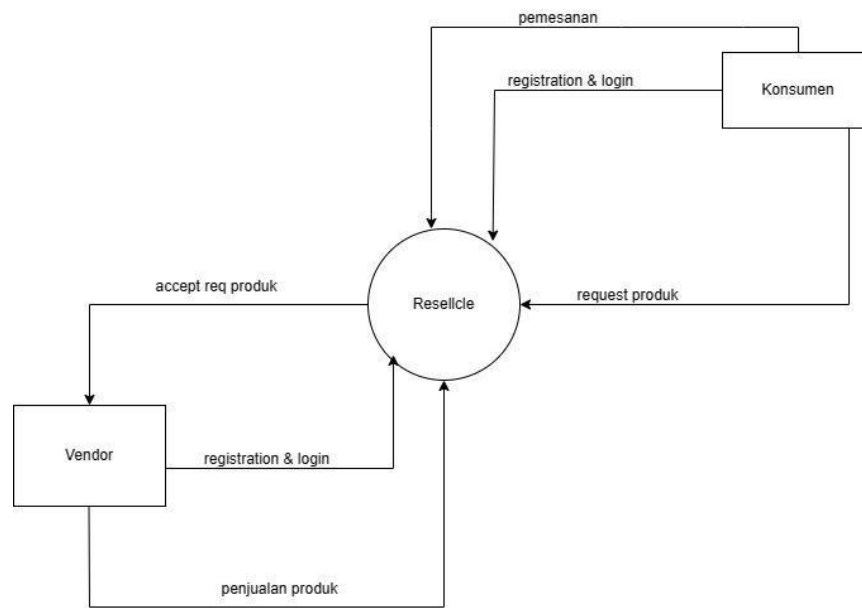 pemesanan
registration & login
Konsumen
accept req produk
Resellcle
request produk
Vendor
registration & login
penjualan produk